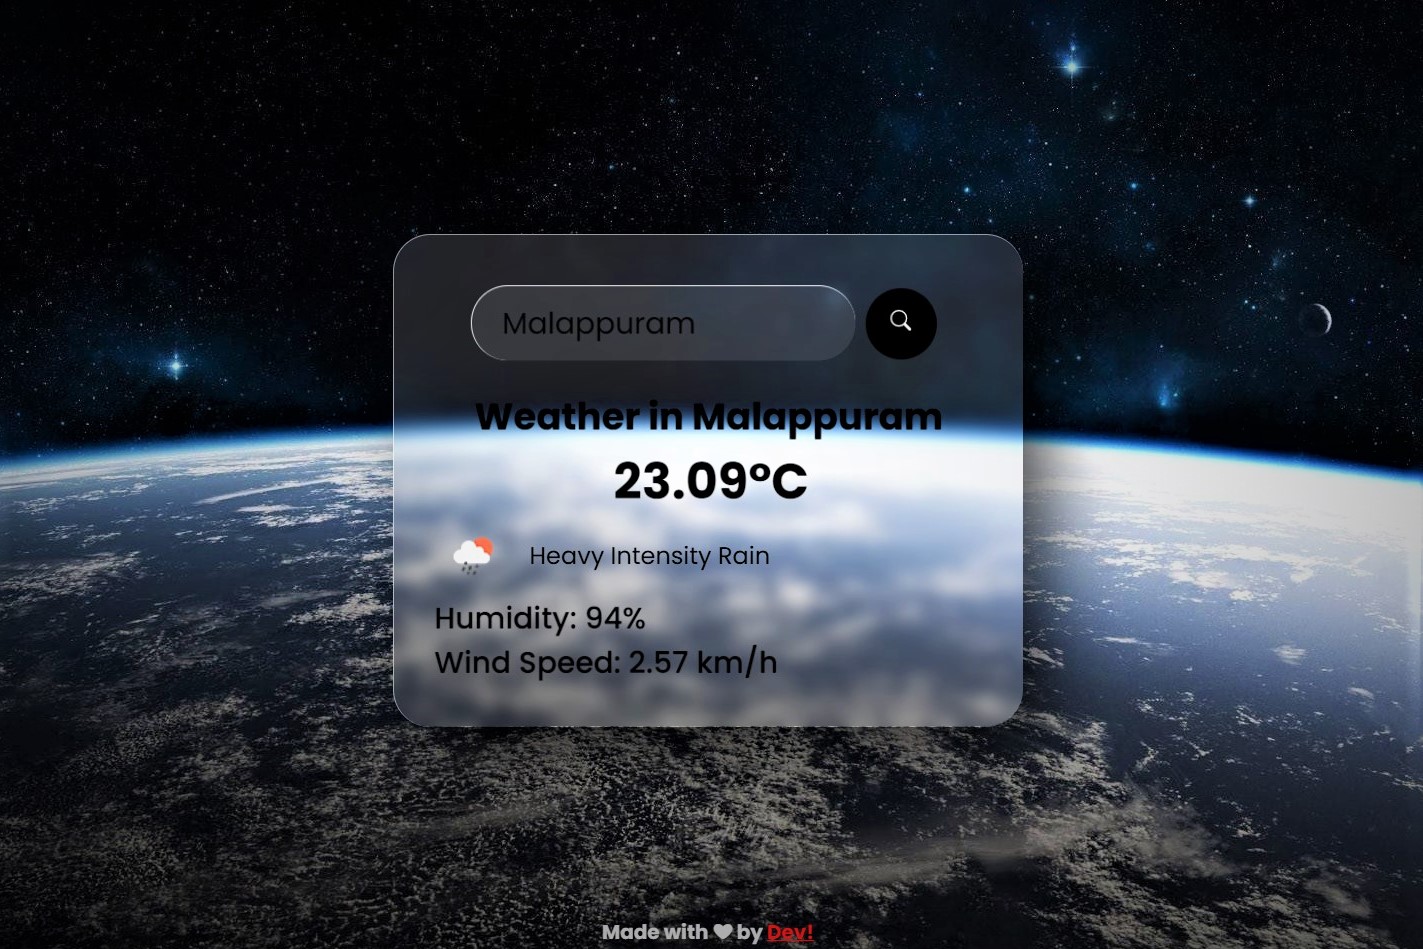 Malappuram
Weather in Malappuram
23.09°C
Heavy Intensity Rain
Humidity: 94%
Wind Speed: 2.57 km/h
Made with ♥ by Dev!